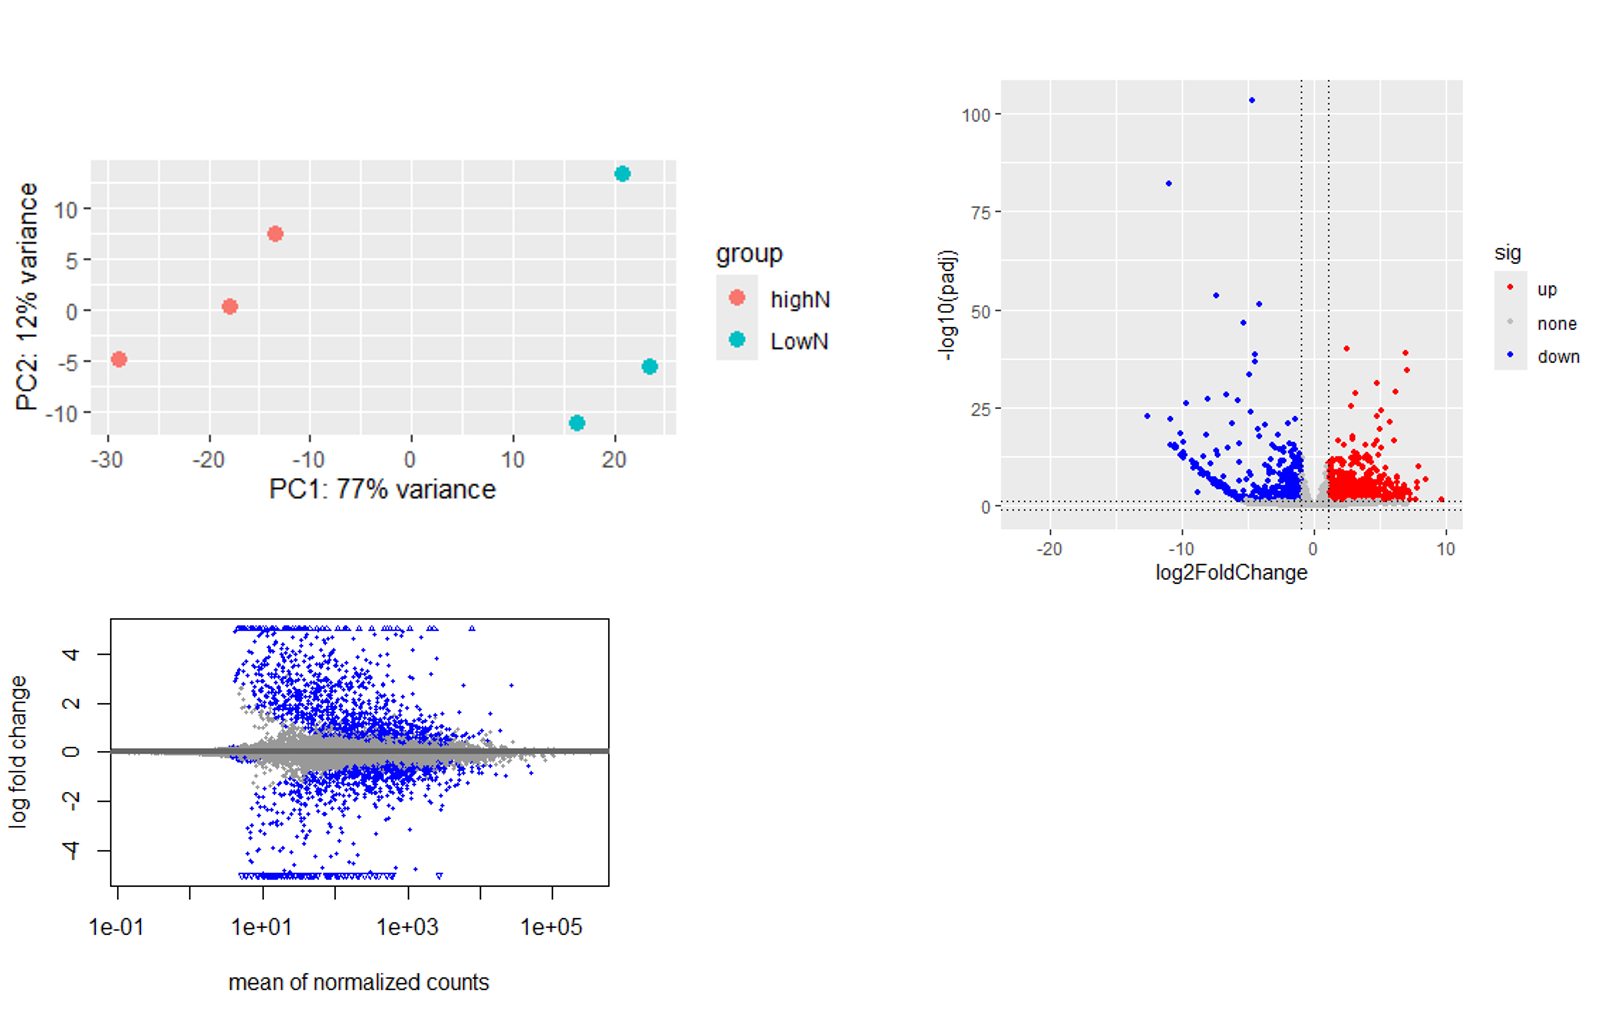 PC2: 12% variance
10
5
0
-5
-10
-30
-20
-10
0
10
20
PC1: 77% variance
group
highN
LowN
-log10(padj)
100
75
50
25
0
-20
-10
0
10
log2FoldChange
sig
up
none
down
log fold change
4
2
0
-2
-4
1e-01
1e+01
1e+03
1e+05
mean of normalized counts